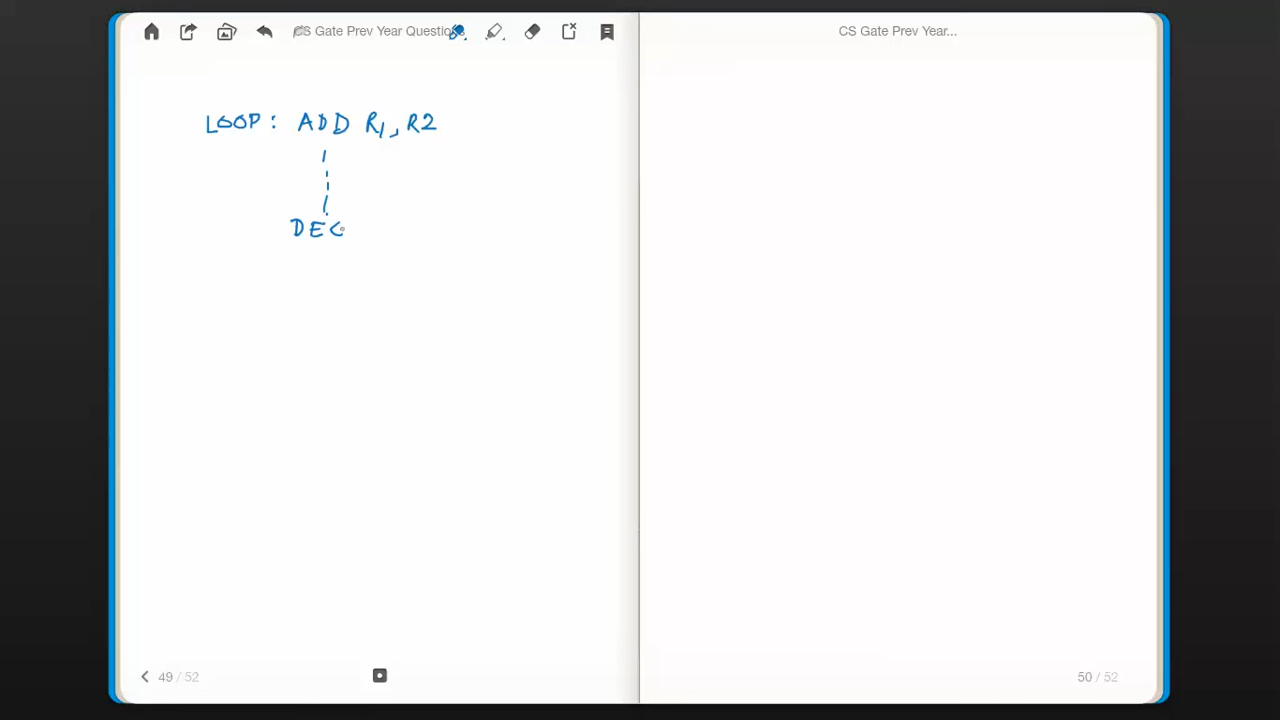 CS Gate Prev Year Questio
CS Gate Prev Year...
LOOP: ADD R1, R2
DEC
49 / 52
50 / 52